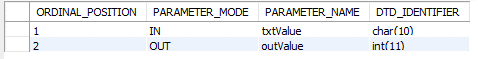 ORDINAL_POSITION PARAMETER_MODE PARAMETER_NAME DTD_IDENTIFIER
1 IN txtValue char(10)
2 OUT outValue int(11)